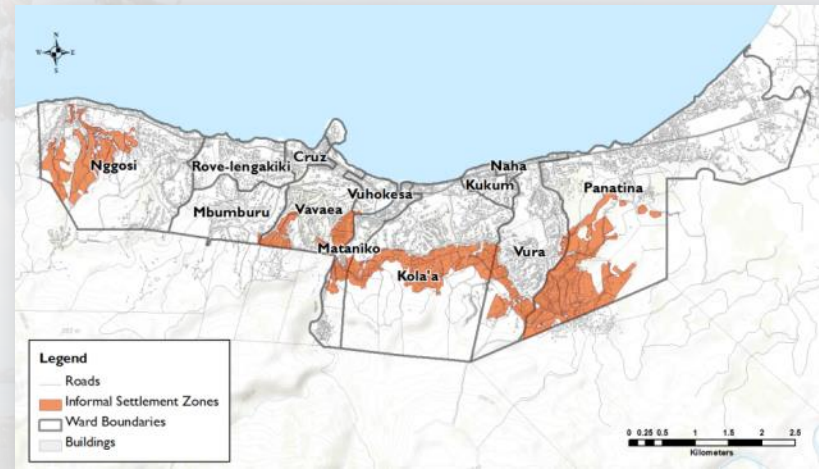 N
W E
S
Nggosi
Rove-lengakiki
Cruz
Mbumburu
Vavaea
Vuhokesa
Mataniko
Kola'a
Naha
Kukum
Vura
Panatina
Legend
Roads
Informal Settlement Zones
Ward Boundaries
Buildings
0 0.25 0.5 1 1.5 2 2.5
Kilometers